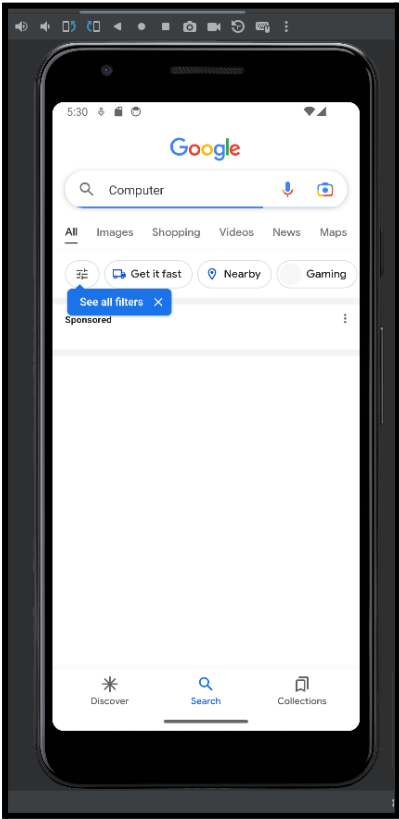 5:30
Google
Computer
All Images Shopping Videos News Maps
Get it fast Nearby Gaming
See all filters
Sponsored
Discover Search Collections